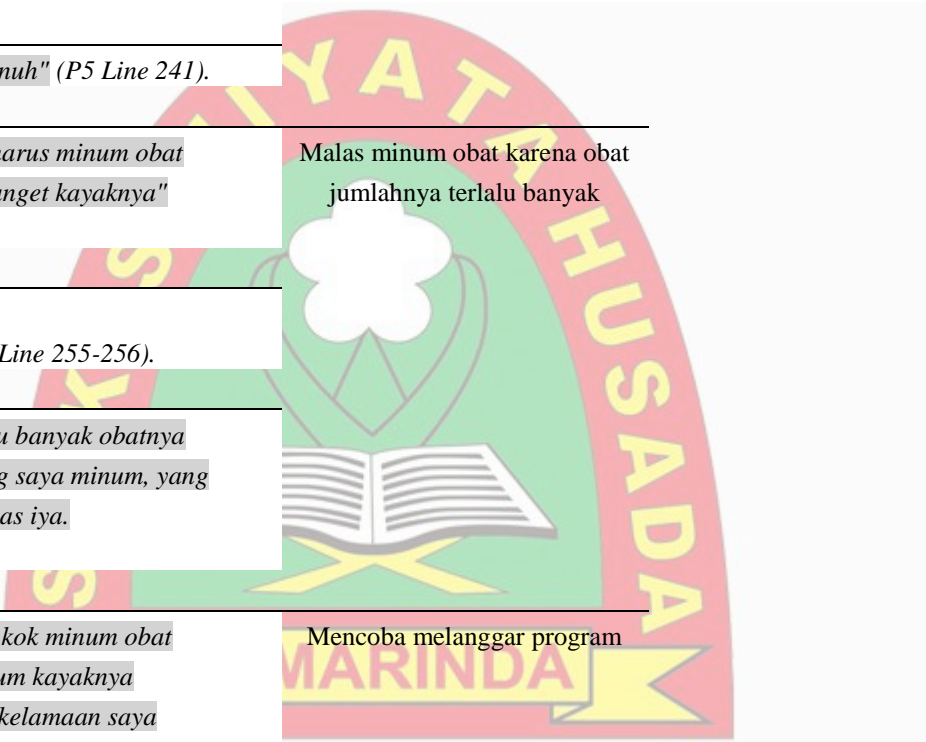 nuh" (P5 Line 241).
arus minum obat
Malas minum obat karena obat
nget kayaknya"
jumlahnya terlalu banyak
Line 255-256).
banyak obatnya
saya minum, yang
as iya.
kok minum obat
Mencoba melanggar program
um kayaknya
kelamaan saya
IYATA HUSADA
MARINDA